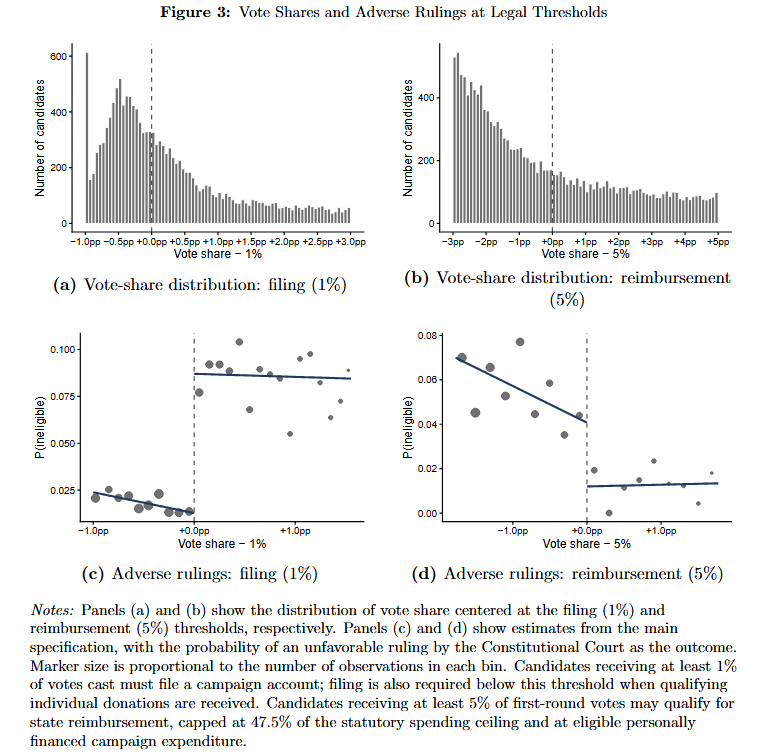 Figure 3: Vote Shares and Adverse Rulings at Legal Thresholds
600
400
200
0
Number of candidates
−1.0pp −0.5pp +0.0pp +0.5pp +1.0pp +1.5pp +2.0pp +2.5pp +3.0pp
Vote share − 1%
(a) Vote-share distribution: filing (1%)
400
200
0
Number of candidates
−3pp −2pp −1pp +0pp +1pp +2pp +3pp +4pp +5pp
Vote share − 5%
(b) Vote-share distribution: reimbursement
(5%)
0.100
0.075
0.050
0.025
P(ineligible)
−1.0pp +0.0pp +1.0pp
Vote share − 1%
(c) Adverse rulings: filing (1%)
0.08
0.06
0.04
0.02
0.00
P(ineligible)
−1.0pp +0.0pp +1.0pp
Vote share − 5%
(d) Adverse rulings: reimbursement (5%)
Notes: Panels (a) and (b) show the distribution of vote share centered at the filing (1%) and
reimbursement (5%) thresholds, respectively. Panels (c) and (d) show estimates from the main
specification, with the probability of an unfavorable ruling by the Constitutional Court as the outcome.
Marker size is proportional to the number of observations in each bin. Candidates receiving at least 1%
of votes cast must file a campaign account; filing is also required below this threshold when qualifying
individual donations are received. Candidates receiving at least 5% of first-round votes may qualify for
state reimbursement, capped at 47.5% of the statutory spending ceiling and at eligible personally
financed campaign expenditure.